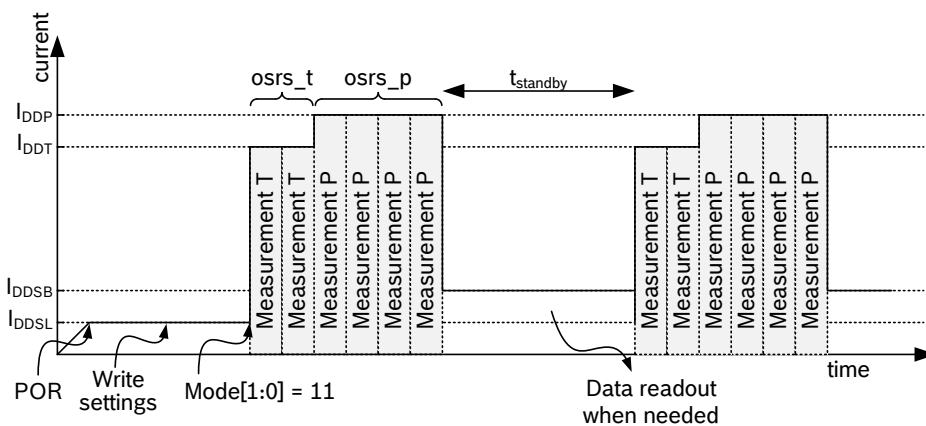 current
osrs_t
osrs_p
tstandby
IDDP
IDDT
IDDSB
IDDSL
Measurement T
Measurement T
Measurement P
Measurement P
Measurement P
Measurement P
Measurement T
Measurement T
Measurement P
Measurement P
Measurement P
Measurement P
time
POR
Write
settings
Mode[1:0] = 11
Data readout
when needed